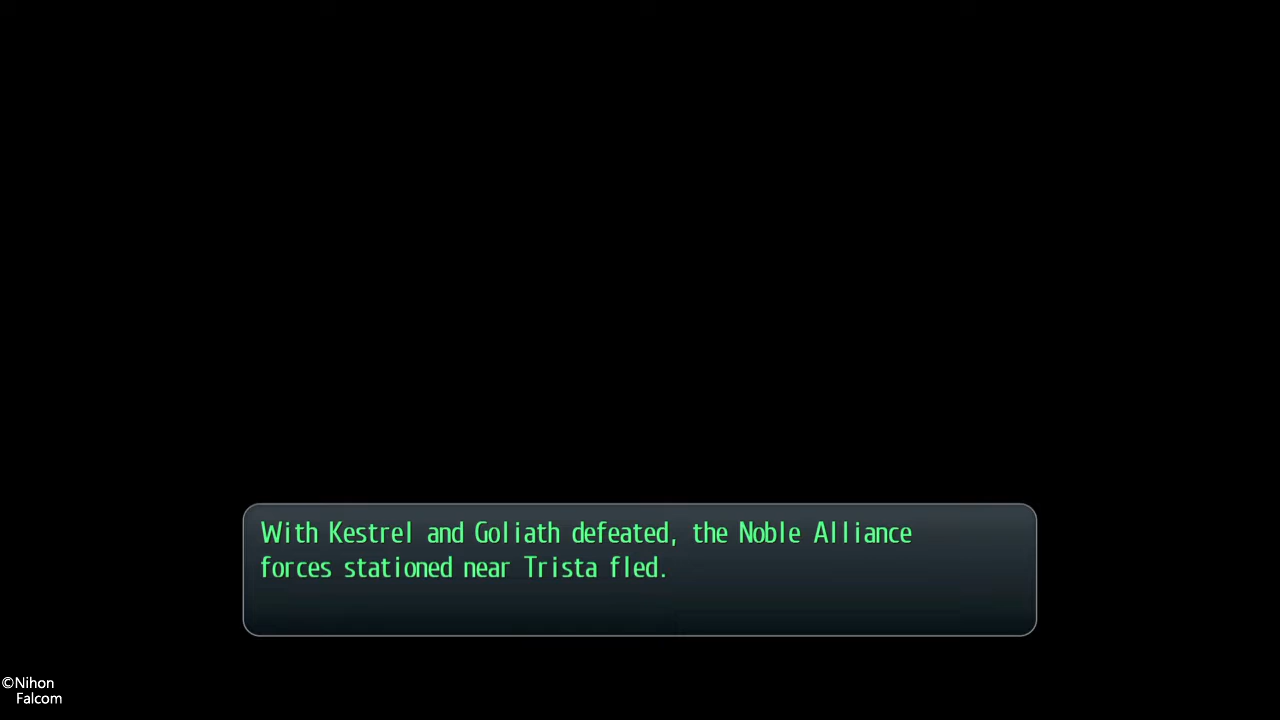 With Kestrel and Goliath defeated, the Noble Alliance
forces stationed near Trista fled.
©Nihon
Falcom